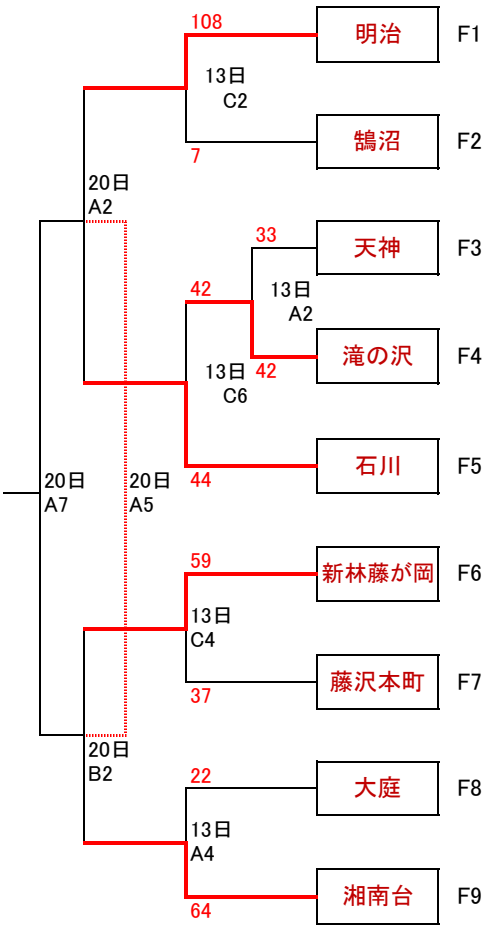 108
明治 F1
13日
C2
鵠沼 F2
7
20日
A2
33
天神 F3
42
13日
A2
滝の沢 F4
13日
C6
42
石川 F5
44
20日
A7
20日
A5
59
新林藤が岡 F6
13日
C4
藤沢本町 F7
37
20日
B2
22
大庭 F8
13日
A4
湘南台 F9
64